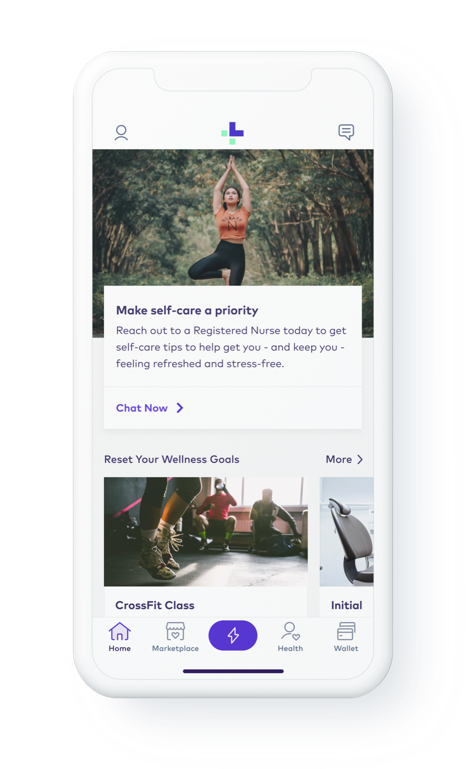 Make self-care a priority
Reach out to a Registered Nurse today to get
self-care tips to help get you - and keep you -
feeling refreshed and stress-free.
Chat Now
Reset Your Wellness Goals
More
CrossFit Class
Initial
Home
Marketplace
Health
Wallet